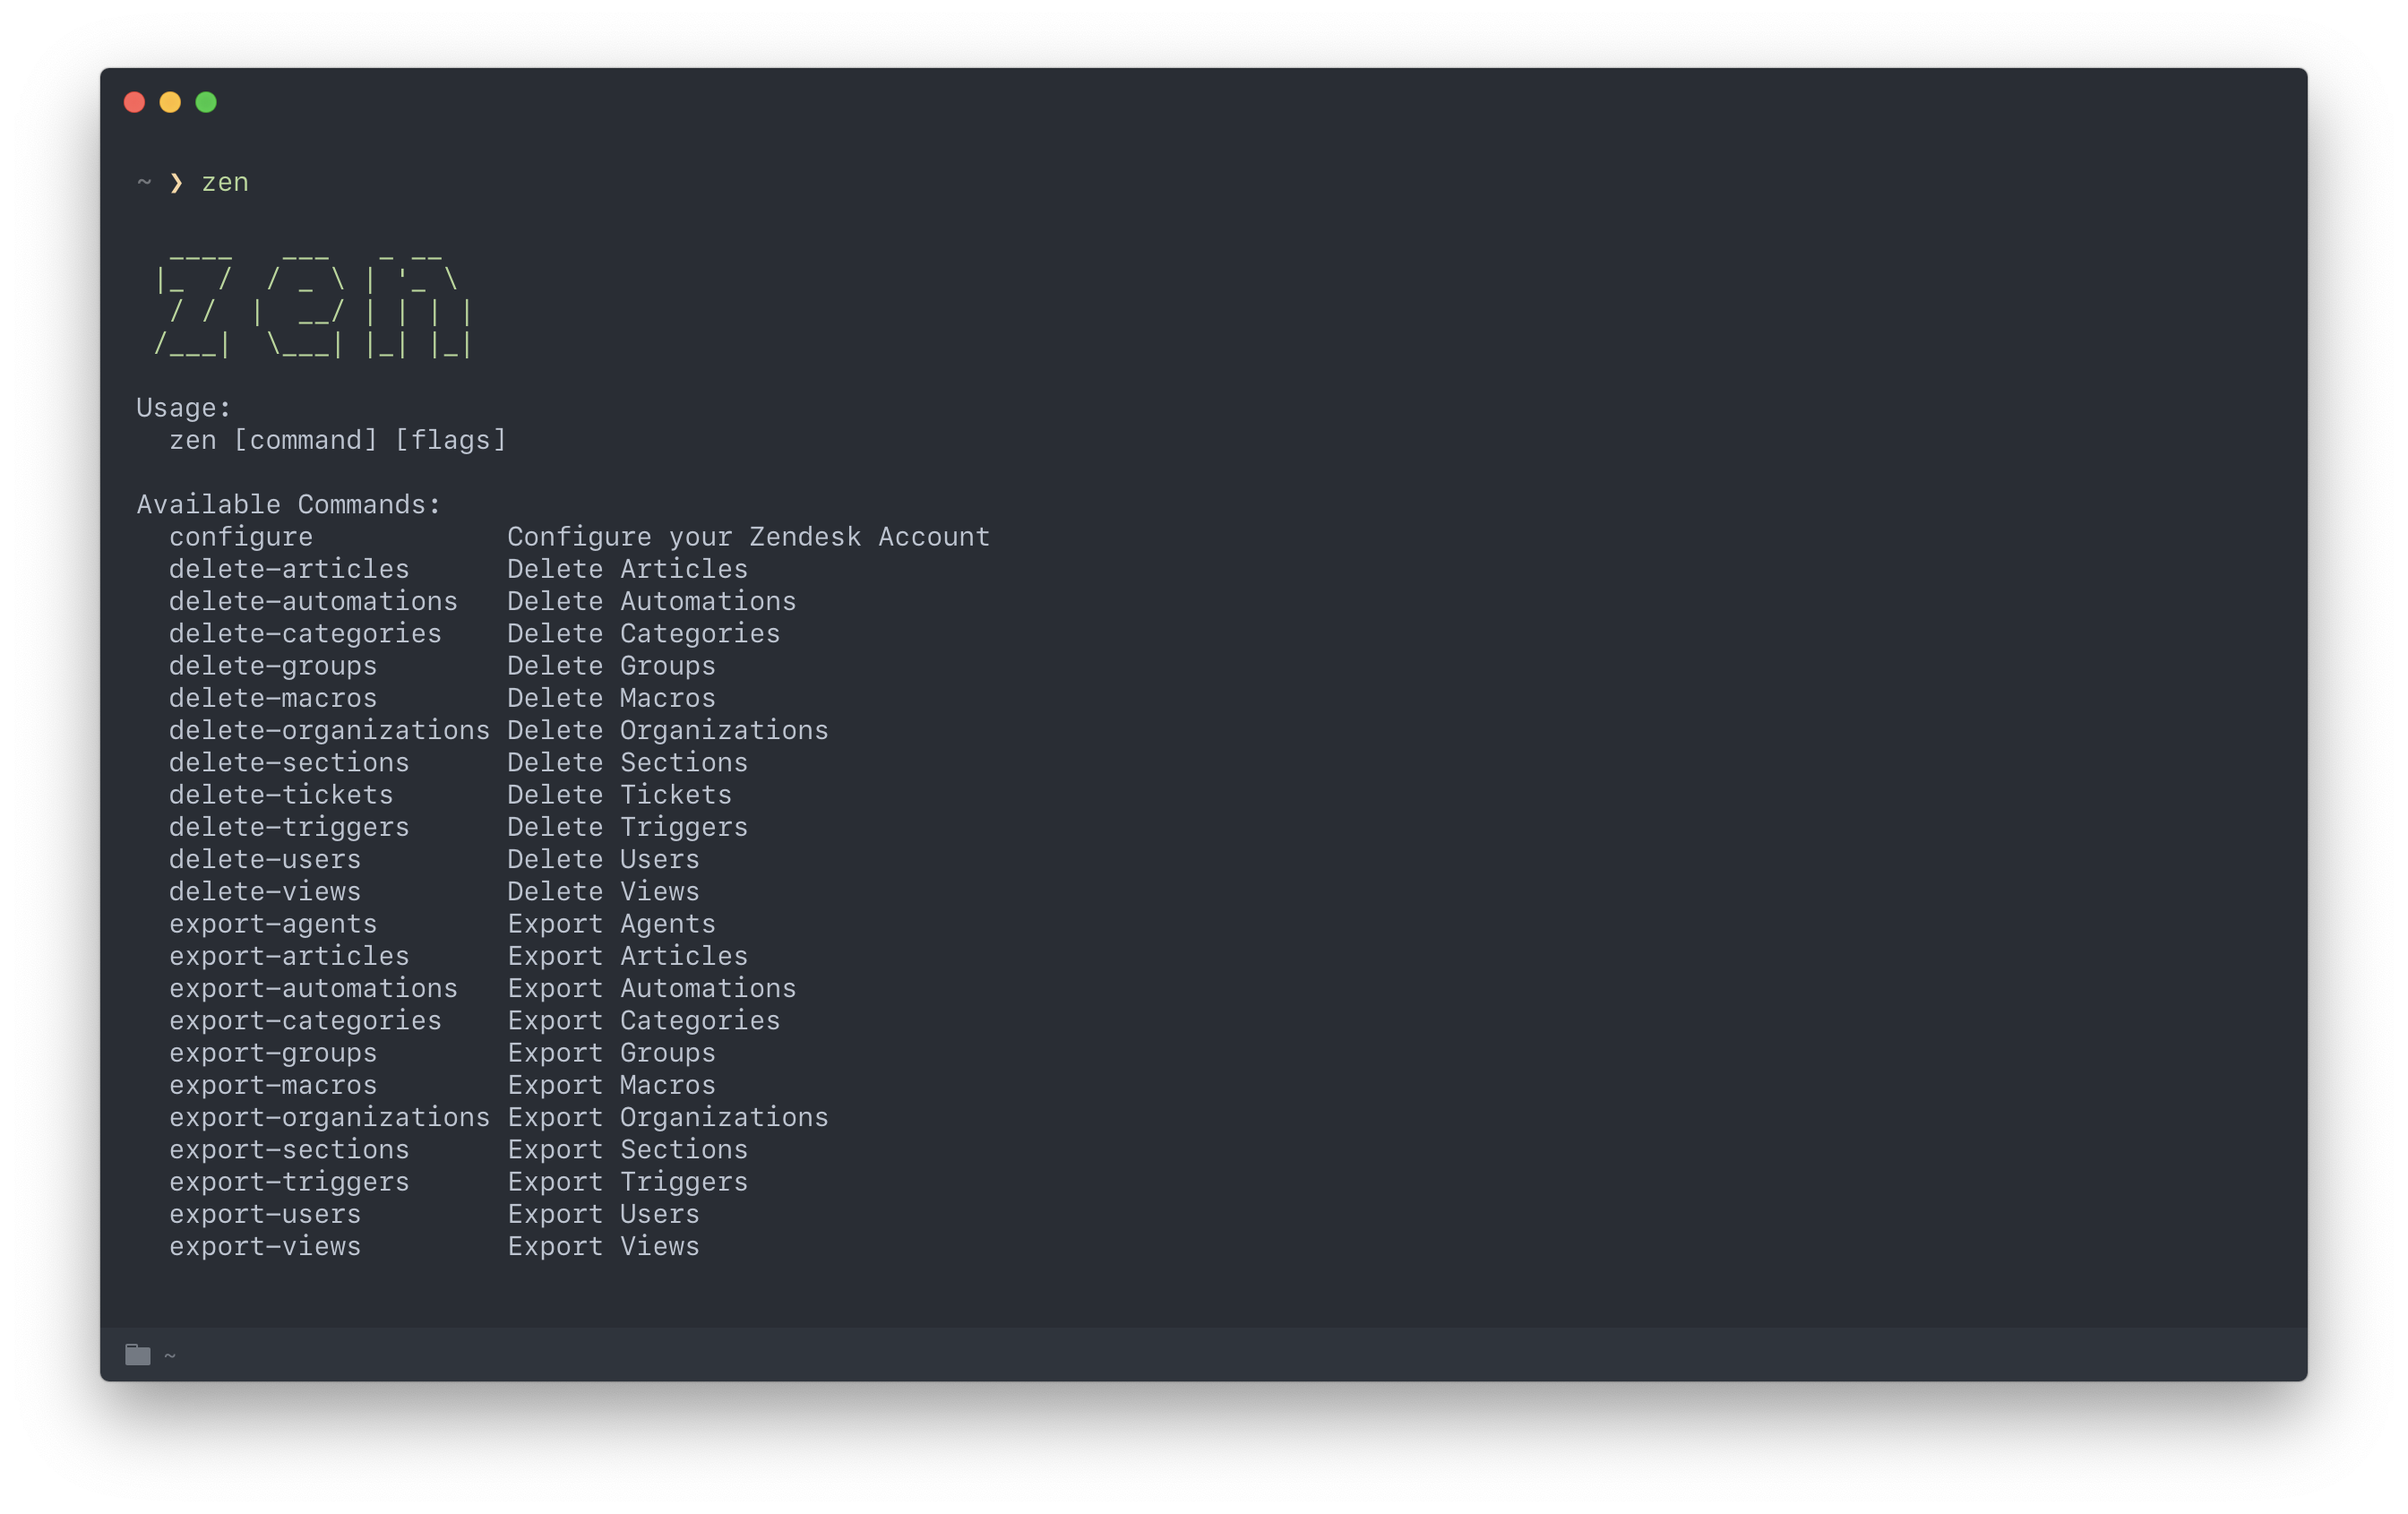 ~ ❯ zen
  ____   ___   _ __
 |_  /  / _ \ | '_ \
  / /  |  __/ | | | |
 /___|  \___| |_| |_|
Usage:
  zen [command] [flags]
Available Commands:
  configure            Configure your Zendesk Account
  delete-articles      Delete Articles
  delete-automations   Delete Automations
  delete-categories    Delete Categories
  delete-groups        Delete Groups
  delete-macros        Delete Macros
  delete-organizations Delete Organizations
  delete-sections      Delete Sections
  delete-tickets       Delete Tickets
  delete-triggers      Delete Triggers
  delete-users         Delete Users
  delete-views         Delete Views
  export-agents        Export Agents
  export-articles      Export Articles
  export-automations   Export Automations
  export-categories    Export Categories
  export-groups        Export Groups
  export-macros        Export Macros
  export-organizations Export Organizations
  export-sections      Export Sections
  export-triggers      Export Triggers
  export-users         Export Users
  export-views         Export Views
~